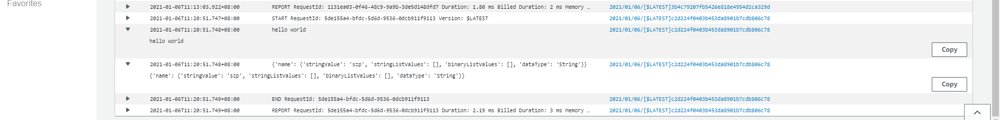 Favorites
2021-01-06T11:13:03.922+08:00 REPORT RequestId: 1131ea03-0f46-48c9-9a9b-3de5d148dfd7 Duration: 1.80 ms Billed Duration: 2 ms Memory … 2021/01/06/[$LATEST]3b4c79207fb5426e818e4554d2ca329d
2021-01-06T11:20:51.747+08:00 START RequestId: 5de155a4-bfdc-5d6d-9536-0dcb911f9113 Version: $LATEST 2021/01/06/[$LATEST]c2d224f0403b453da8901b7cdb806c78
2021-01-06T11:20:51.748+08:00 hello world 2021/01/06/[$LATEST]c2d224f0403b453da8901b7cdb806c78
hello world
Copy
2021-01-06T11:20:51.748+08:00 {'name': {'stringValue': 'szp', 'stringListValues': [], 'binaryListValues': [], 'dataType': 'String'}} 2021/01/06/[$LATEST]c2d224f0403b453da8901b7cdb806c78
{'name': {'stringValue': 'szp', 'stringListValues': [], 'binaryListValues': [], 'dataType': 'String'}}
Copy
2021-01-06T11:20:51.749+08:00 END RequestId: 5de155a4-bfdc-5d6d-9536-0dcb911f9113 2021/01/06/[$LATEST]c2d224f0403b453da8901b7cdb806c78
2021-01-06T11:20:51.749+08:00 REPORT RequestId: 5de155a4-bfdc-5d6d-9536-0dcb911f9113 Duration: 2.19 ms Billed Duration: 3 ms Memory … 2021/01/06/[$LATEST]c2d224f0403b453da8901b7cdb806c78